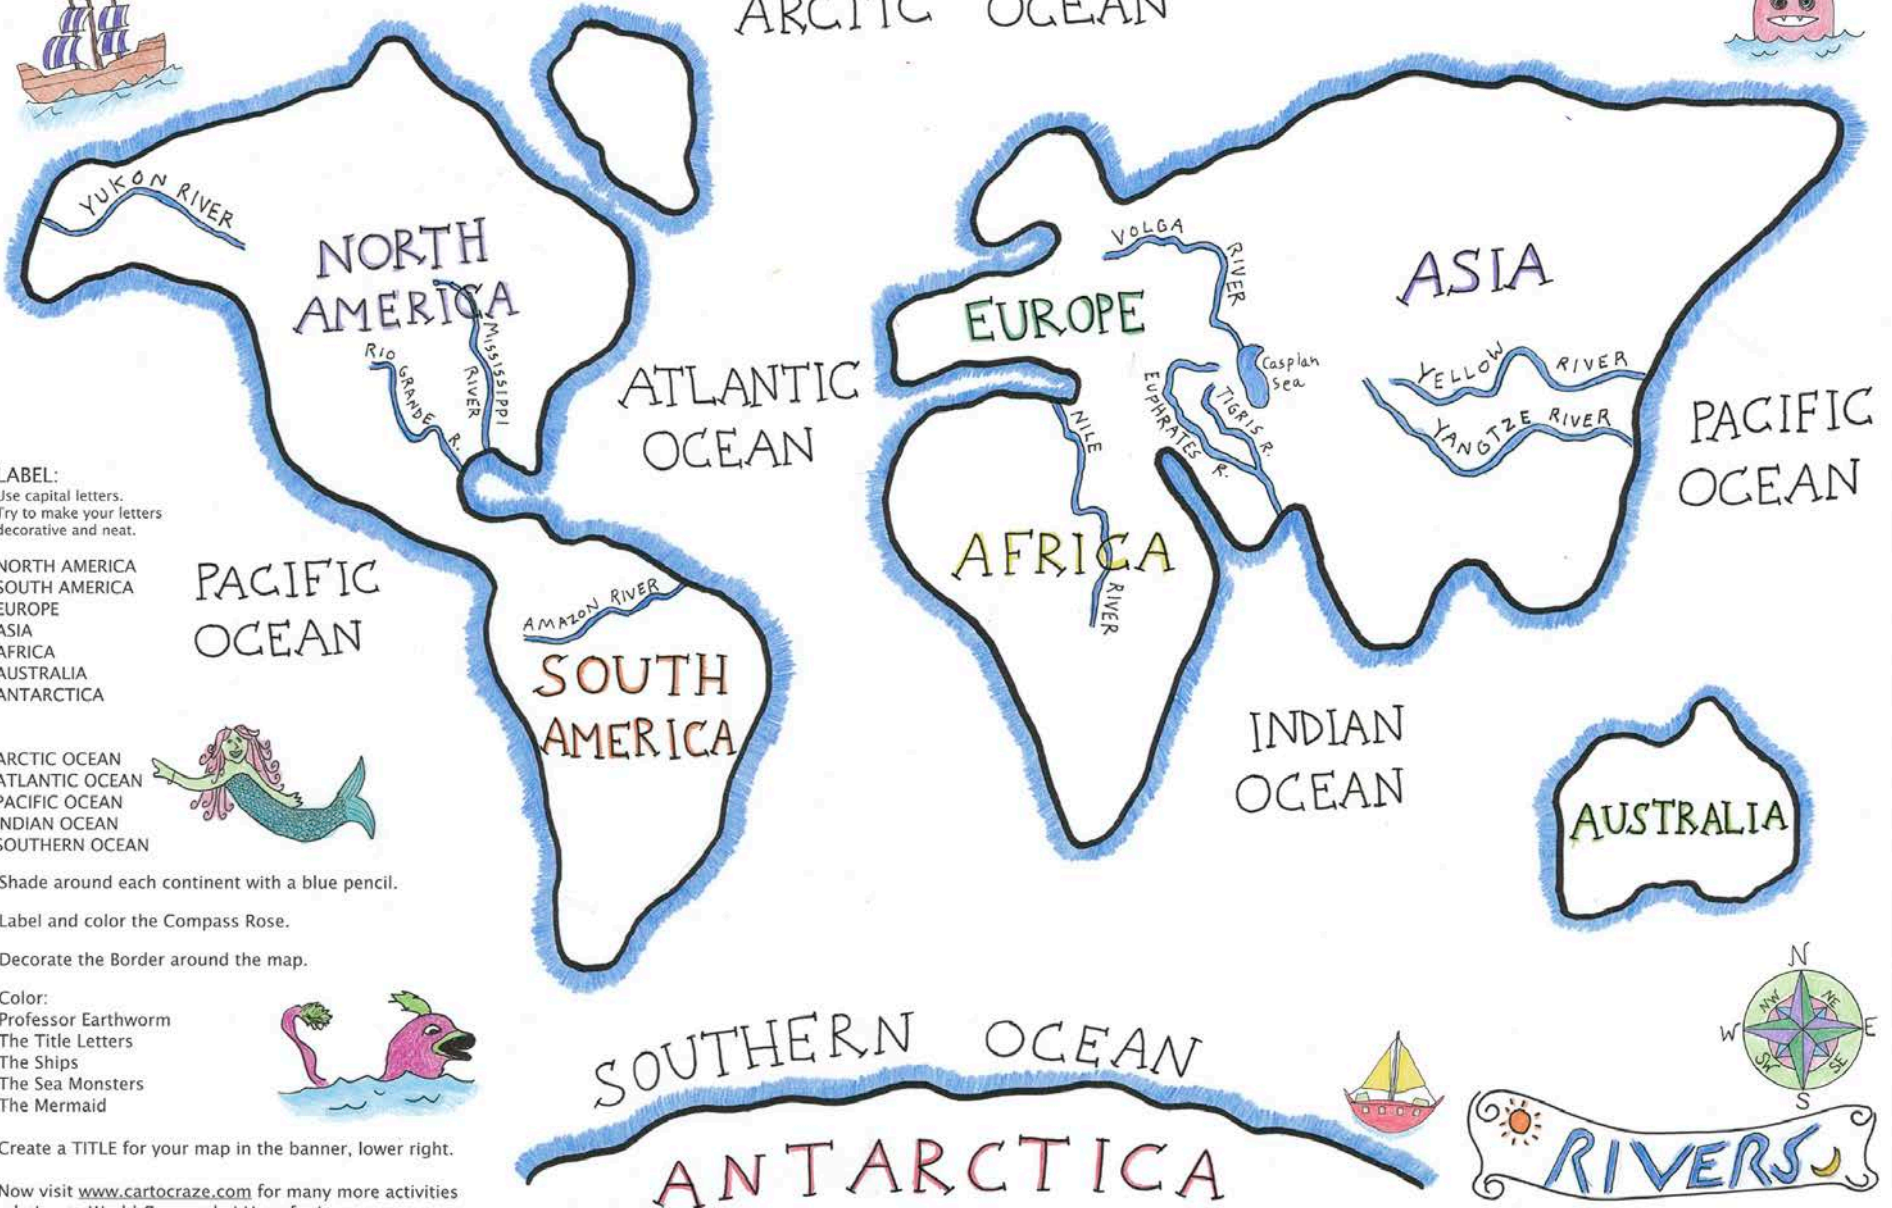 ARCTIC OCEAN
YUKON RIVER
NORTH
AMERICA
RIO GRANDE R.
MISSISSIPPI
RIVER
ATLANTIC
OCEAN
EUROPE
VOLGA RIVER
Caspian
Sea
ASIA
YELLOW RIVER
YANGTZE RIVER
EUPHRATES R.
TIGRIS R.
NILE RIVER
AFRICA
PACIFIC
OCEAN
PACIFIC
OCEAN
AMAZON RIVER
SOUTH
AMERICA
INDIAN
OCEAN
AUSTRALIA
SOUTHERN OCEAN
ANTARCTICA
N
NE
E
SE
S
SW
W
NW
RIVERS
LABEL:
Use capital letters.
Try to make your letters
decorative and neat.
NORTH AMERICA
SOUTH AMERICA
EUROPE
ASIA
AFRICA
AUSTRALIA
ANTARCTICA
ARCTIC OCEAN
ATLANTIC OCEAN
PACIFIC OCEAN
INDIAN OCEAN
SOUTHERN OCEAN
Shade around each continent with a blue pencil.
Label and color the Compass Rose.
Decorate the Border around the map.
Color:
Professor Earthworm
The Title Letters
The Ships
The Sea Monsters
The Mermaid
Create a TITLE for your map in the banner, lower right.
Now visit www.cartocraze.com for many more activities